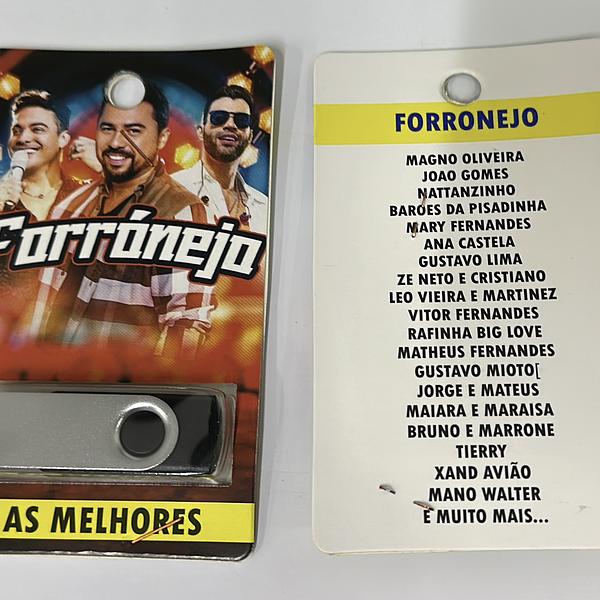 Forrónejo
AS MELHORES
FORRONEJO
MAGNO OLIVEIRA
JOAO GOMES
NATTANZINHO
BARÕES DA PISADINHA
MARY FERNANDES
ANA CASTELA
GUSTAVO LIMA
ZE NETO E CRISTIANO
LEO VIEIRA E MARTINEZ
VITOR FERNANDES
RAFINHA BIG LOVE
MATHEUS FERNANDES
GUSTAVO MIOTO[
JORGE E MATEUS
MAIARA E MARAISA
BRUNO E MARRONE
TIERRY
XAND AVIÃO
MANO WALTER
E MUITO MAIS...